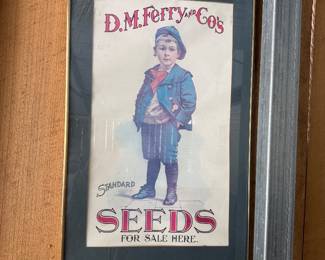 D.M. Ferry AND Co's
STANDARD
SEEDS
FOR SALE HERE.